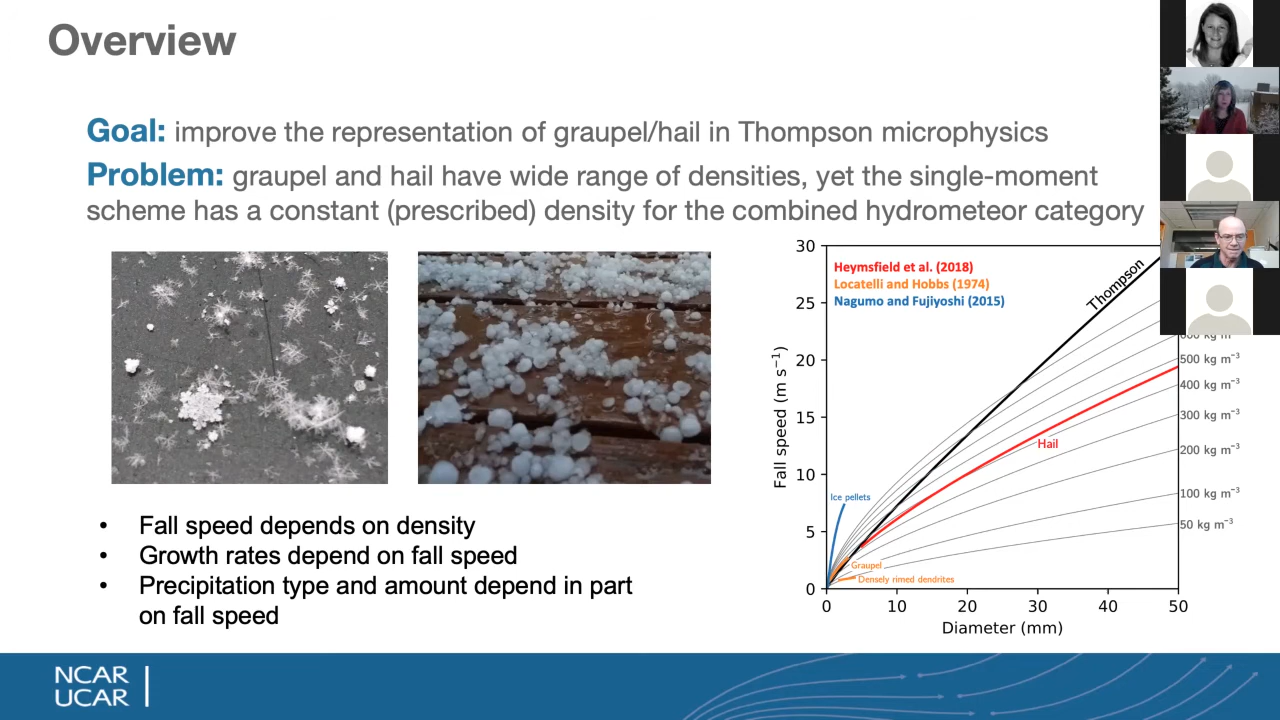 Overview
Goal: improve the representation of graupel/hail in Thompson microphysics
Problem: graupel and hail have wide range of densities, yet the single-moment
scheme has a constant (prescribed) density for the combined hydrometeor category
Fall speed depends on density
Growth rates depend on fall speed
Precipitation type and amount depend in part
on fall speed
Heymsfield et al. (2018)
Locatelli and Hobbs (1974)
Nagumo and Fujiyoshi (2015)
Thompson
Hail
Ice pellets
Graupel
Densely rimed dendrites
500 kg m⁻³
400 kg m⁻³
300 kg m⁻³
200 kg m⁻³
100 kg m⁻³
50 kg m⁻³
Fall speed (m s⁻¹)
30
25
20
15
10
5
0
0 10 20 30 40 50
Diameter (mm)
NCAR
UCAR